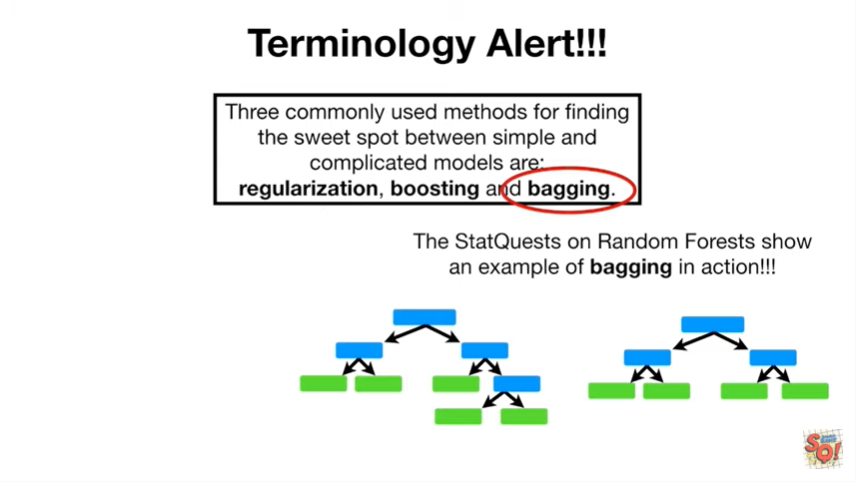 Terminology Alert!!!
Three commonly used methods for finding
the sweet spot between simple and
complicated models are:
regularization, boosting and bagging.
The StatQuests on Random Forests show
an example of bagging in action!!!
SQ!